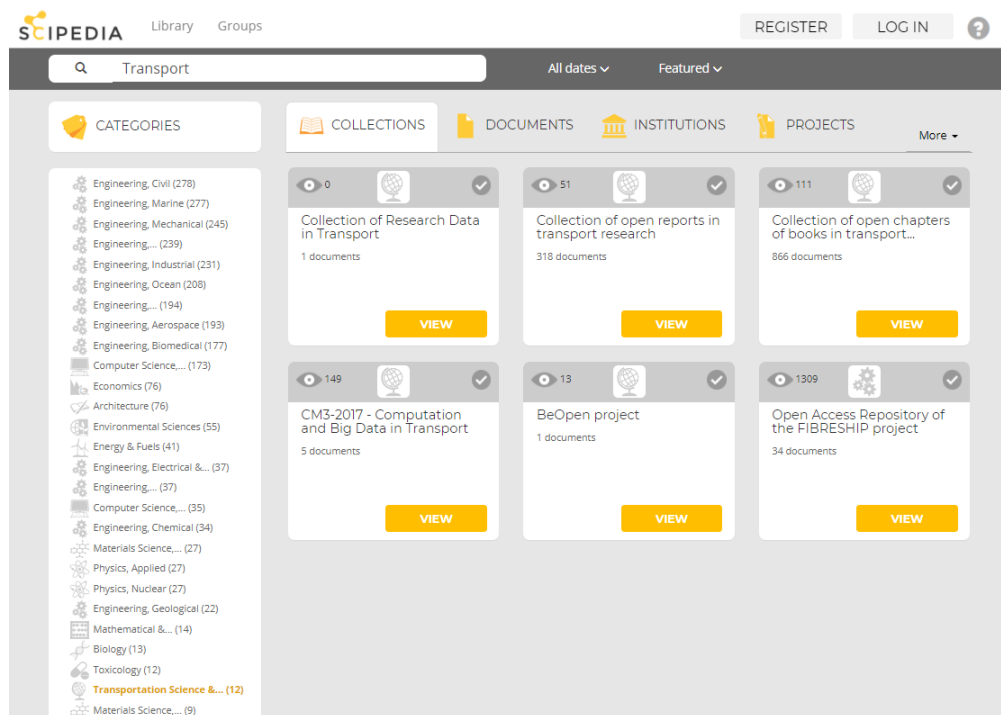 SCIPEDIA
Library
Groups
REGISTER
LOG IN
?
Transport
All dates
Featured
CATEGORIES
COLLECTIONS
DOCUMENTS
INSTITUTIONS
PROJECTS
More
Engineering, Civil (278)
Engineering, Marine (277)
Engineering, Mechanical (245)
Engineering,... (239)
Engineering, Industrial (231)
Engineering, Ocean (208)
Engineering,... (194)
Engineering, Aerospace (193)
Engineering, Biomedical (177)
Computer Science,... (173)
Economics (76)
Architecture (76)
Environmental Sciences (55)
Energy & Fuels (41)
Engineering, Electrical &... (37)
Engineering,... (37)
Computer Science,... (35)
Engineering, Chemical (34)
Materials Science,... (27)
Physics, Applied (27)
Physics, Nuclear (27)
Engineering, Geological (22)
Mathematical &... (14)
Biology (13)
Toxicology (12)
Transportation Science &... (12)
Materials Science,... (9)
0
Collection of Research Data
in Transport
1 documents
VIEW
51
Collection of open reports in
transport research
318 documents
VIEW
111
Collection of open chapters
of books in transport...
866 documents
VIEW
149
CM3-2017 - Computation
and Big Data in Transport
5 documents
VIEW
13
BeOpen project
1 documents
VIEW
1309
Open Access Repository of
the FIBRESHIP project
34 documents
VIEW